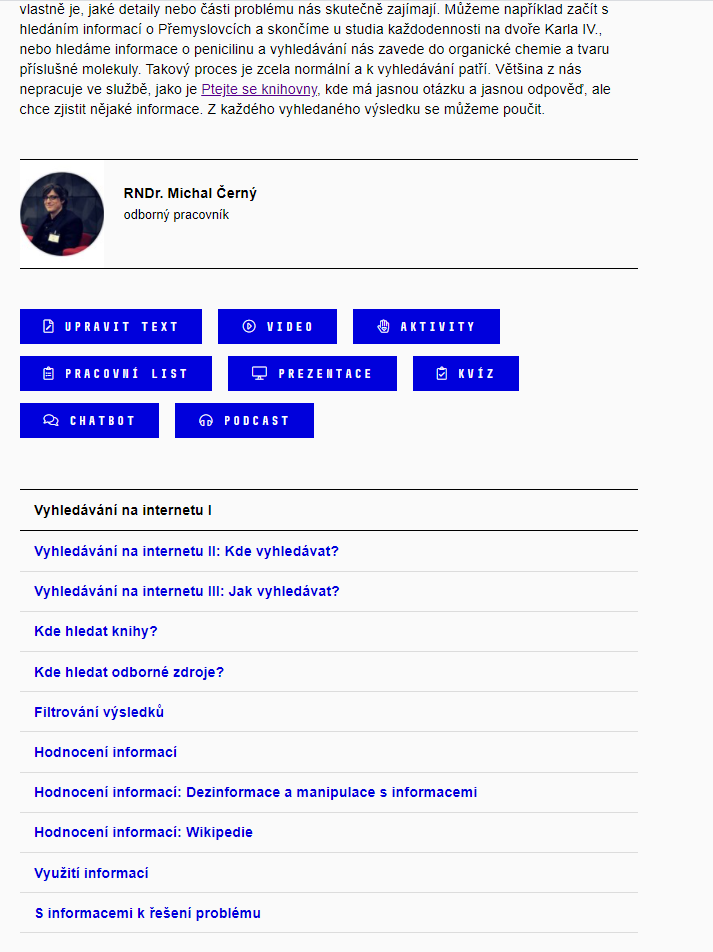 vlastně je, jaké detaily nebo části problému nás skutečně zajímají. Můžeme například začít s
hledáním informací o Přemyslovcích a skončíme u studia každodennosti na dvoře Karla IV.,
nebo hledáme informace o penicilinu a vyhledávání nás zavede do organické chemie a tvaru
příslušné molekuly. Takový proces je zcela normální a k vyhledávání patří. Většina z nás
nepracuje ve službě, jako je Ptejte se knihovny, kde má jasnou otázku a jasnou odpověď, ale
chce zjistit nějaké informace. Z každého vyhledaného výsledku se můžeme poučit.
RNDr. Michal Černý
odborný pracovník
UPRAVIT TEXT VIDEO AKTIVITY
PRACOVNÍ LIST PREZENTACE KVÍZ
CHATBOT PODCAST
Vyhledávání na internetu I
Vyhledávání na internetu II: Kde vyhledávat?
Vyhledávání na internetu III: Jak vyhledávat?
Kde hledat knihy?
Kde hledat odborné zdroje?
Filtrování výsledků
Hodnocení informací
Hodnocení informací: Dezinformace a manipulace s informacemi
Hodnocení informací: Wikipedie
Využití informací
S informacemi k řešení problému